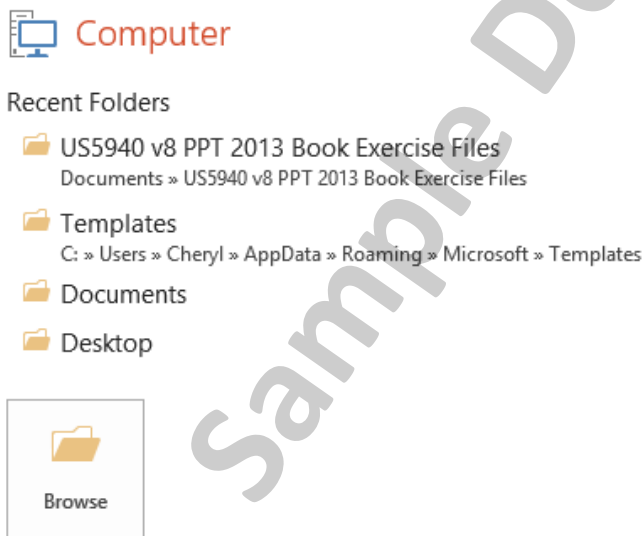 Computer
Recent Folders
US5940 v8 PPT 2013 Book Exercise Files
Documents » US5940 v8 PPT 2013 Book Exercise Files
Templates
C: » Users » Cheryl » AppData » Roaming » Microsoft » Templates
Documents
Desktop
Browse
Sample